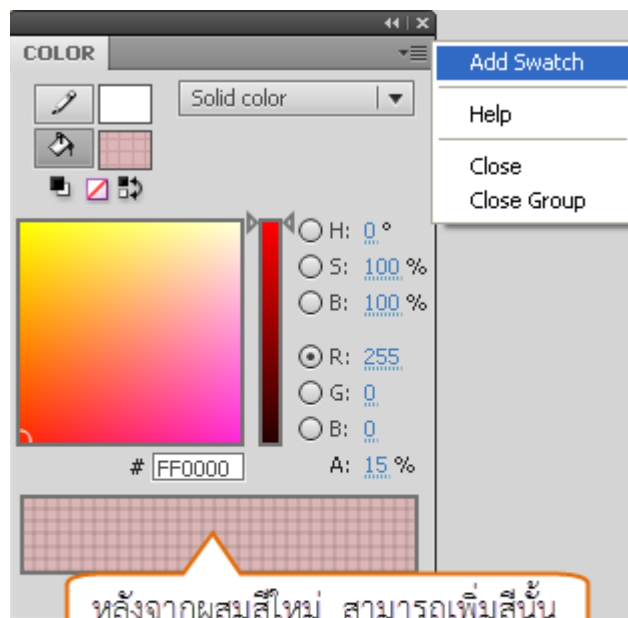 COLOR
Add Swatch
Solid color
Help
Close
Close Group
H: 0 °
S: 100 %
B: 100 %
R: 255
G: 0
B: 0
# FF0000
A: 15 %
หลังจากผสมสีใหม่ สามารถเพิ่มสีนั้น